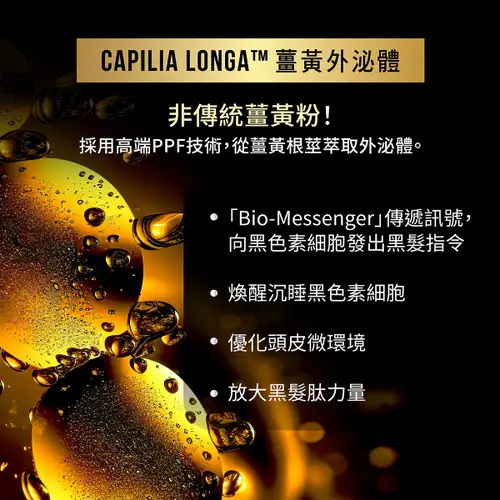 CAPILIA LONGA™ 薑黃外泌體
非傳統薑黃粉!
採用高端PPF技術,從薑黃根莖萃取外泌體。
• 「Bio-Messenger」傳遞訊號,
向黑色素細胞發出黑髮指令
• 煥醒沉睡黑色素細胞
• 優化頭皮微環境
• 放大黑髮肽力量